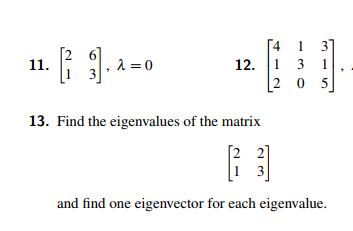 11. [2 6] , λ = 0
[1 3]
12. [4 1 3]
[1 3 1] ,
[2 0 5]
13. Find the eigenvalues of the matrix
[2 2]
[1 3]
and find one eigenvector for each eigenvalue.